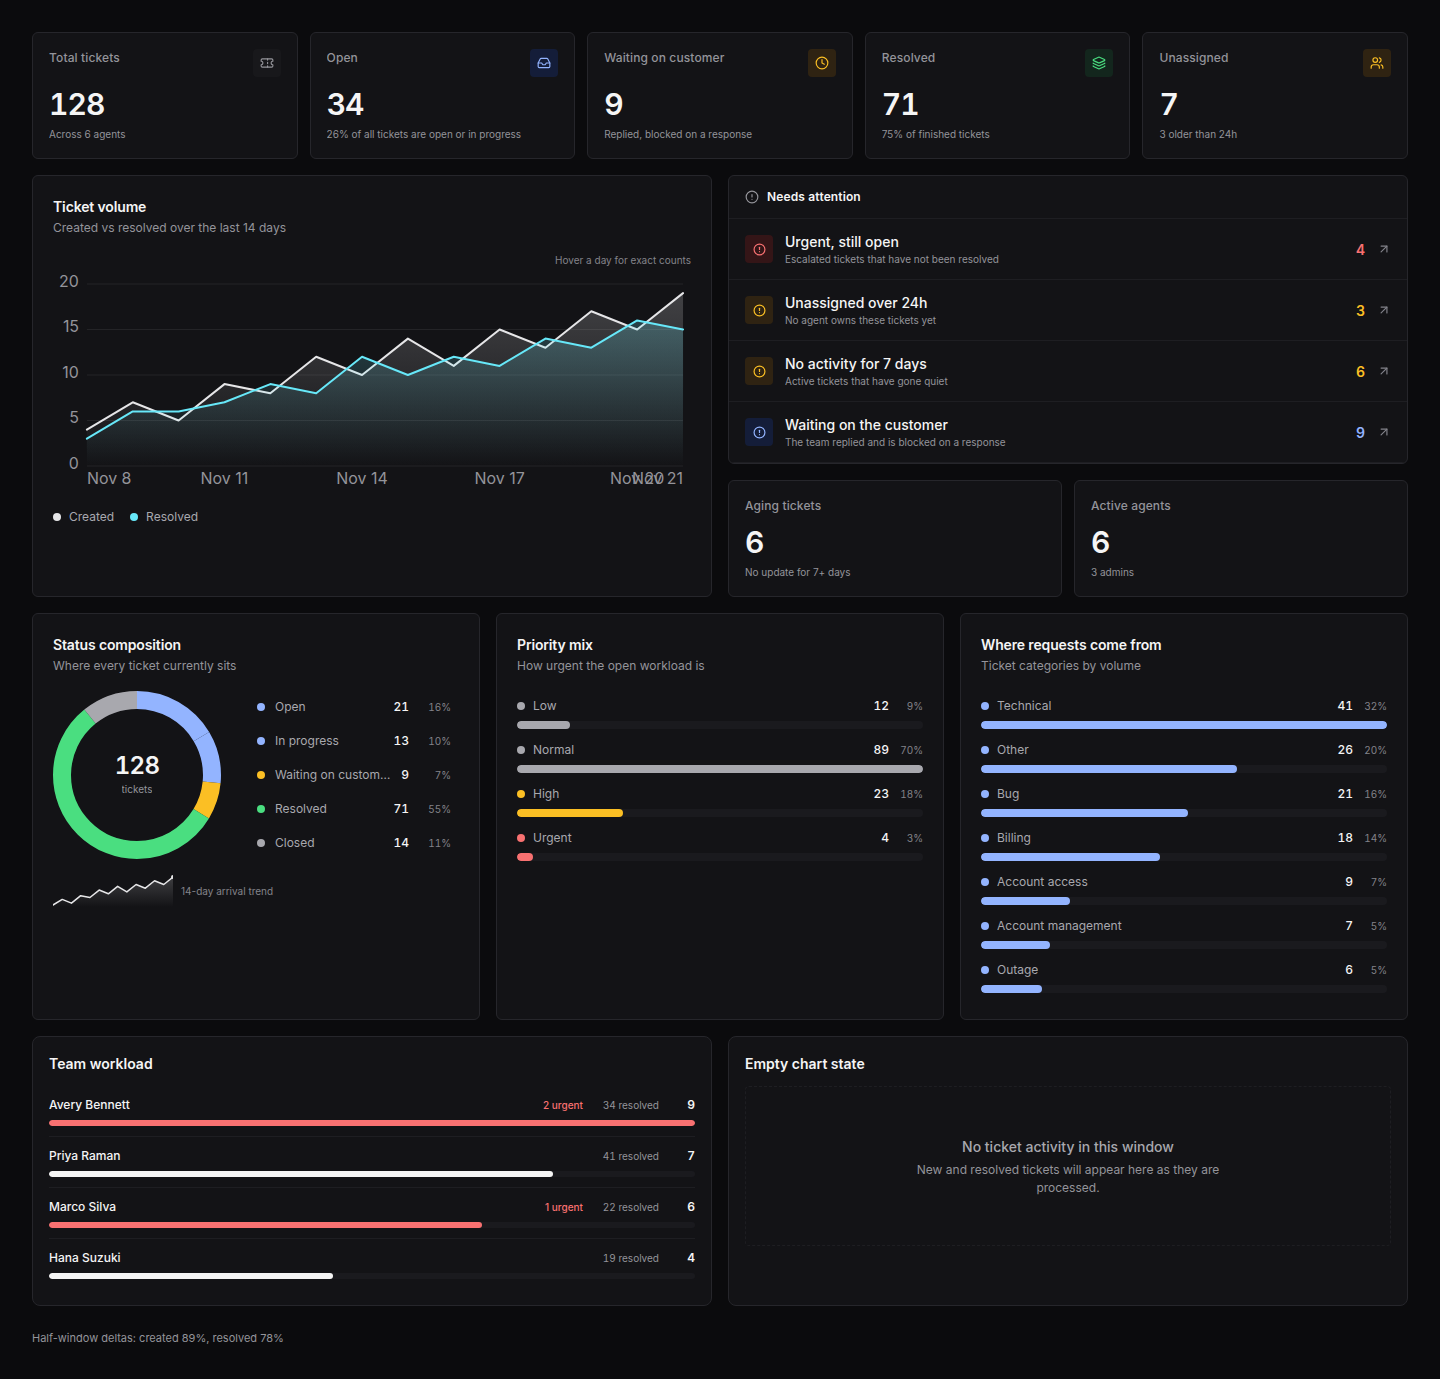 Total tickets
128
Across 6 agents
Open
34
26% of all tickets are open or in progress
Waiting on customer
9
Replied, blocked on a response
Resolved
71
75% of finished tickets
Unassigned
7
3 older than 24h
Ticket volume
Created vs resolved over the last 14 days
Hover a day for exact counts
20
15
10
5
0
Nov 8
Nov 11
Nov 14
Nov 17
Nov 20
Nov 21
Created
Resolved
Needs attention
Urgent, still open
Escalated tickets that have not been resolved
4
Unassigned over 24h
No agent owns these tickets yet
3
No activity for 7 days
Active tickets that have gone quiet
6
Waiting on the customer
The team replied and is blocked on a response
9
Aging tickets
6
No update for 7+ days
Active agents
6
3 admins
Status composition
Where every ticket currently sits
128
tickets
Open 21 16%
In progress 13 10%
Waiting on custom... 9 7%
Resolved 71 55%
Closed 14 11%
14-day arrival trend
Priority mix
How urgent the open workload is
Low 12 9%
Normal 89 70%
High 23 18%
Urgent 4 3%
Where requests come from
Ticket categories by volume
Technical 41 32%
Other 26 20%
Bug 21 16%
Billing 18 14%
Account access 9 7%
Account management 7 5%
Outage 6 5%
Team workload
Avery Bennett 2 urgent 34 resolved 9
Priya Raman 41 resolved 7
Marco Silva 1 urgent 22 resolved 6
Hana Suzuki 19 resolved 4
Empty chart state
No ticket activity in this window
New and resolved tickets will appear here as they are
processed.
Half-window deltas: created 89%, resolved 78%